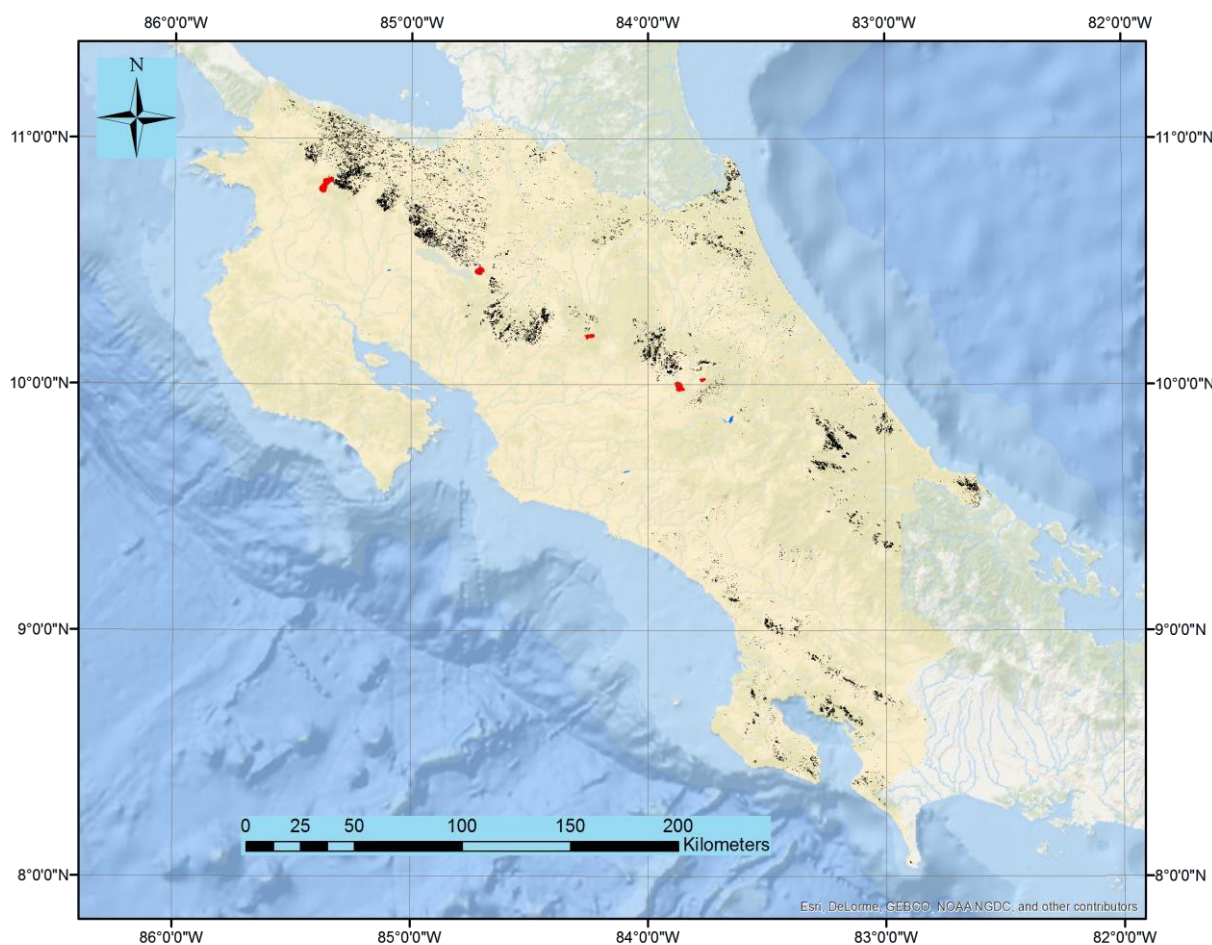 86°0'0"W 85°0'0"W 84°0'0"W 83°0'0"W 82°0'0"W
N
11°0'0"N 11°0'0"N
10°0'0"N 10°0'0"N
9°0'0"N 9°0'0"N
0 25 50 100 150 200
Kilometers
8°0'0"N 8°0'0"N
Esri, DeLorme, GEBCO, NOAA NGDC, and other contributors
86°0'0"W 85°0'0"W 84°0'0"W 83°0'0"W 82°0'0"W